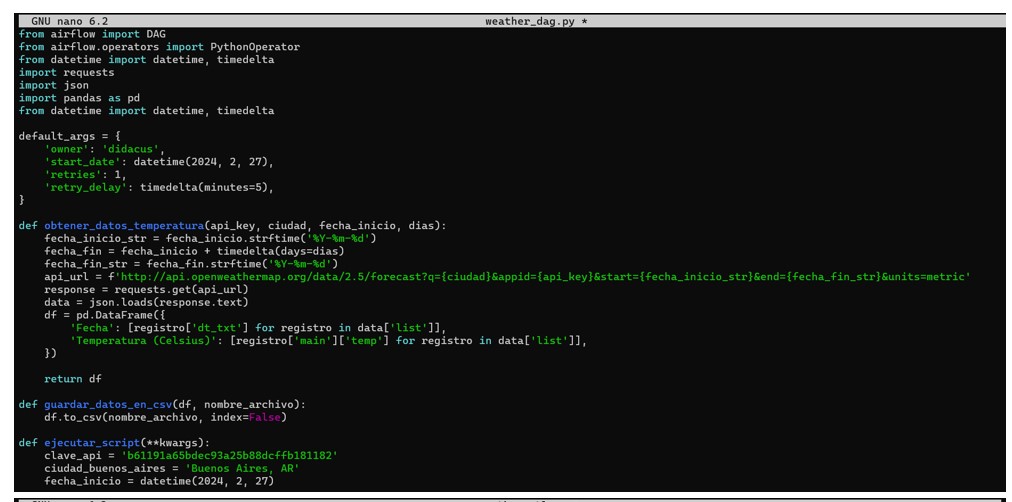 GNU nano 6.2 weather_dag.py *
from airflow import DAG
from airflow.operators import PythonOperator
from datetime import datetime, timedelta
import requests
import json
import pandas as pd
from datetime import datetime, timedelta

default_args = {
    'owner': 'didacus',
    'start_date': datetime(2024, 2, 27),
    'retries': 1,
    'retry_delay': timedelta(minutes=5),
}

def obtener_datos_temperatura(api_key, ciudad, fecha_inicio, dias):
    fecha_inicio_str = fecha_inicio.strftime('%Y-%m-%d')
    fecha_fin = fecha_inicio + timedelta(days=dias)
    fecha_fin_str = fecha_fin.strftime('%Y-%m-%d')
    api_url = f'http://api.openweathermap.org/data/2.5/forecast?q={ciudad}&appid={api_key}&start={fecha_inicio_str}&end={fecha_fin_str}&units=metric'
    response = requests.get(api_url)
    data = json.loads(response.text)
    df = pd.DataFrame({
        'Fecha': [registro['dt_txt'] for registro in data['list']],
        'Temperatura (Celsius)': [registro['main']['temp'] for registro in data['list']],
    })

    return df

def guardar_datos_en_csv(df, nombre_archivo):
    df.to_csv(nombre_archivo, index=False)

def ejecutar_script(**kwargs):
    clave_api = 'b61191a65bdec93a25b88dcffb181182'
    ciudad_buenos_aires = 'Buenos Aires, AR'
    fecha_inicio = datetime(2024, 2, 27)